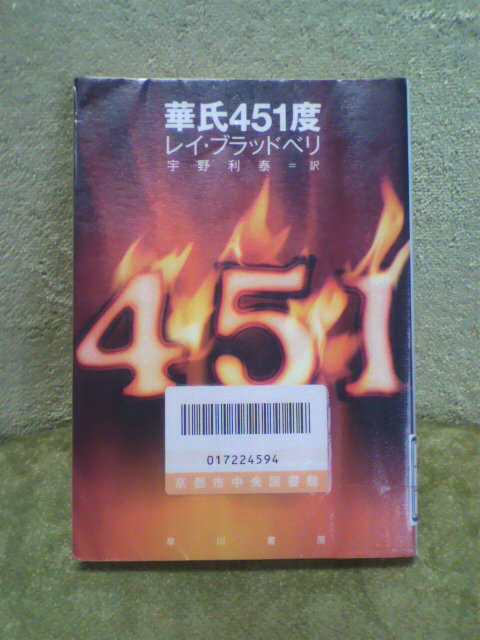 華氏451度
レイ・ブラッドベリ
宇野利泰=訳
451
017224594
京都市中央図書館
早川書房